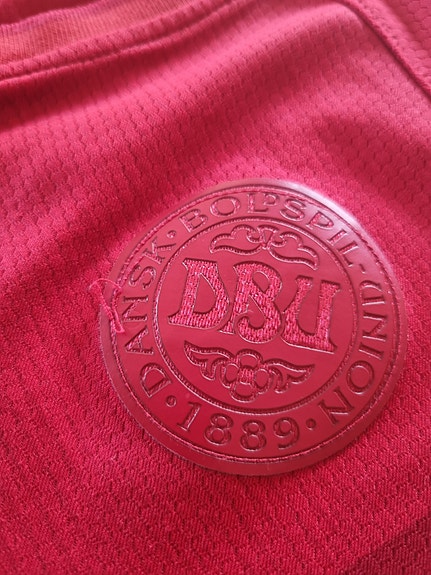 DANSK · BOLDSPIL-UNION
DBU
· 1889 ·